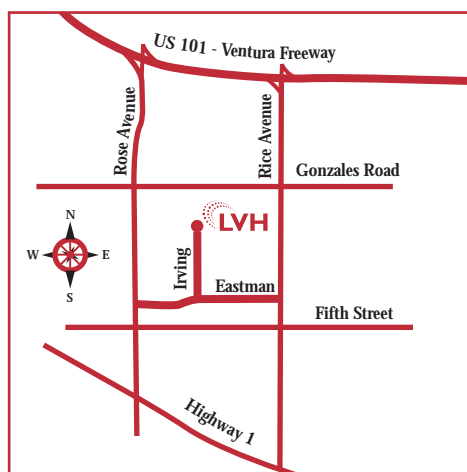 US 101 - Ventura Freeway
Rose Avenue
Rice Avenue
Gonzales Road
LVH
N
W
E
S
Irving
Eastman
Fifth Street
Highway 1